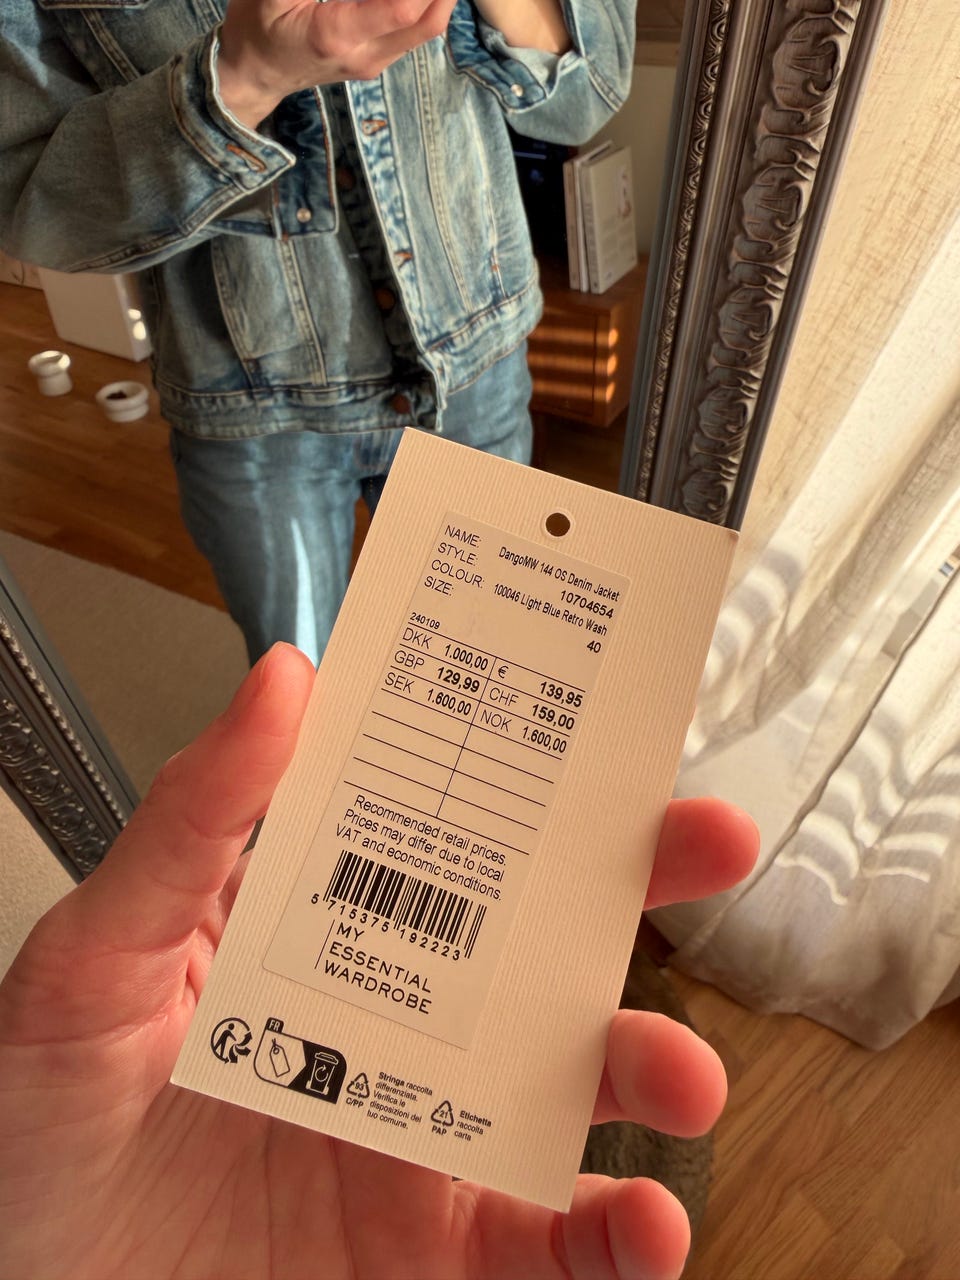 NAME: DangoMW 144 OS Denim Jacket
STYLE: 10704654
COLOUR: 100046 Light Blue Retro Wash
SIZE: 40
240109
DKK 1.000,00 € 139,95
GBP 129,99 CHF 159,00
SEK 1.600,00 NOK 1.600,00
Recommended retail prices.
Prices may differ due to local
VAT and economic conditions.
5 715375 192223
MY
ESSENTIAL
WARDROBE
FR
93
C/PP
Stringa raccolta
differenziata.
Verifica le
disposizioni del
tuo comune.
21
PAP
Etichetta
raccolta
carta